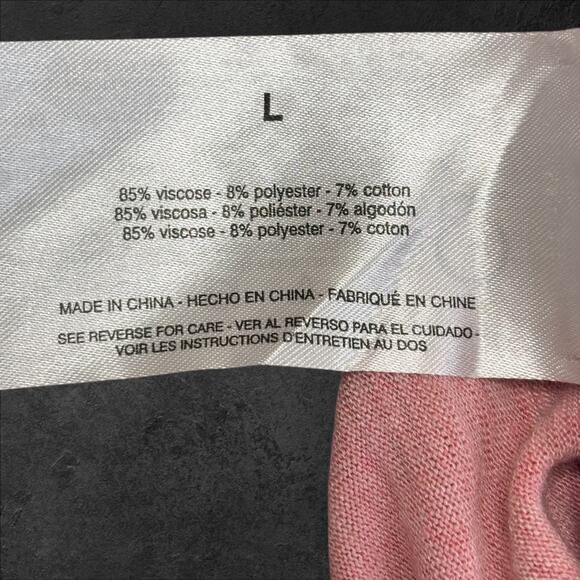 L
85% viscose - 8% polyester - 7% cotton
85% viscosa - 8% poliéster - 7% algodón
85% viscose - 8% polyester - 7% coton
MADE IN CHINA - HECHO EN CHINA - FABRIQUÉ EN CHINE
SEE REVERSE FOR CARE - VER AL REVERSO PARA EL CUIDADO -
VOIR LES INSTRUCTIONS D'ENTRETIEN AU DOS